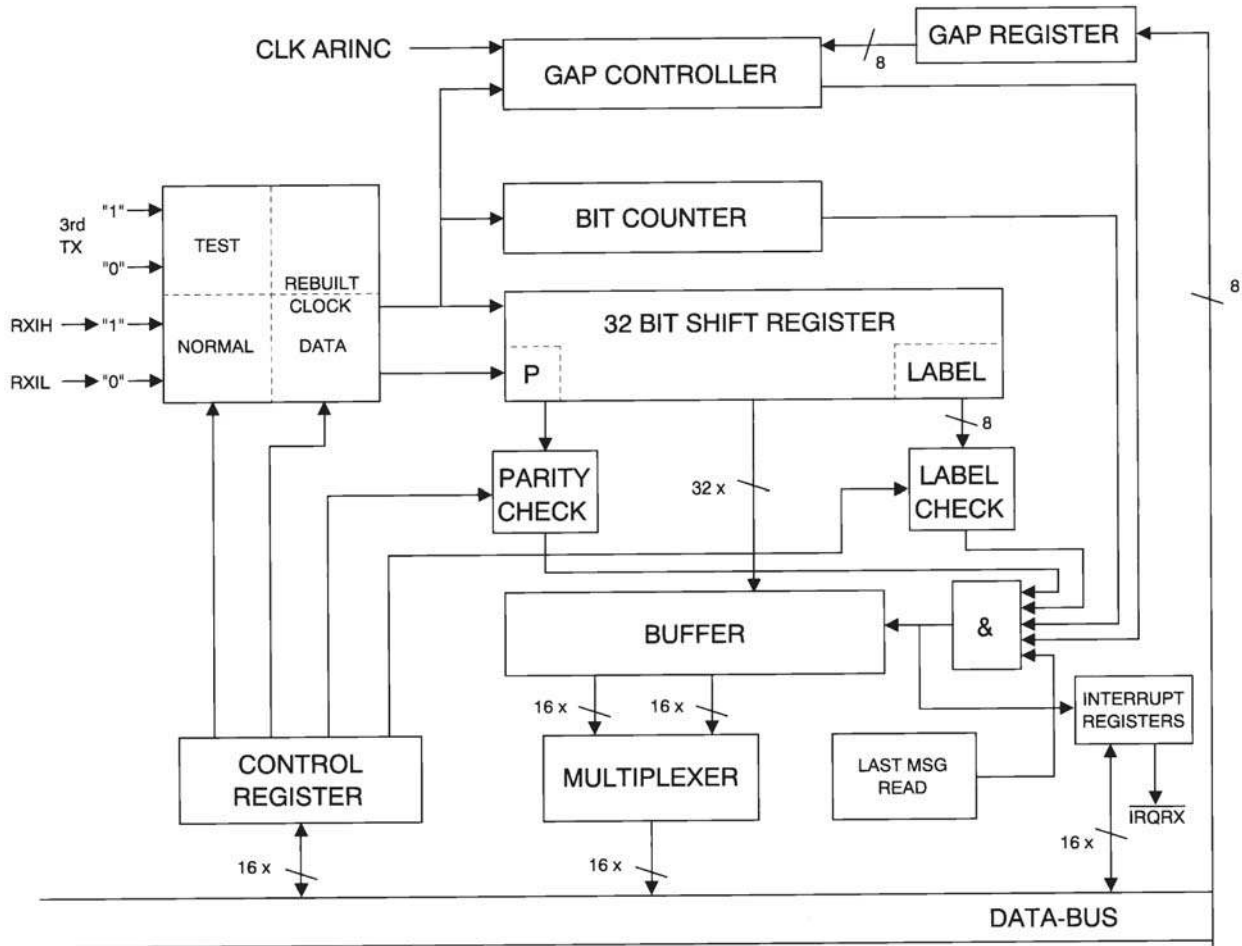 CLK ARINC
GAP CONTROLLER
8
GAP REGISTER
3rd
TX
"1"
"0"
TEST
REBUILT
CLOCK
BIT COUNTER
8
RXIH
"1"
RXIL
"0"
NORMAL
DATA
32 BIT SHIFT REGISTER
P
LABEL
8
PARITY
CHECK
32 x
LABEL
CHECK
BUFFER
&
16 x
16 x
INTERRUPT
REGISTERS
CONTROL
REGISTER
MULTIPLEXER
LAST MSG
READ
IRQRX
16 x
16 x
16 x
DATA-BUS